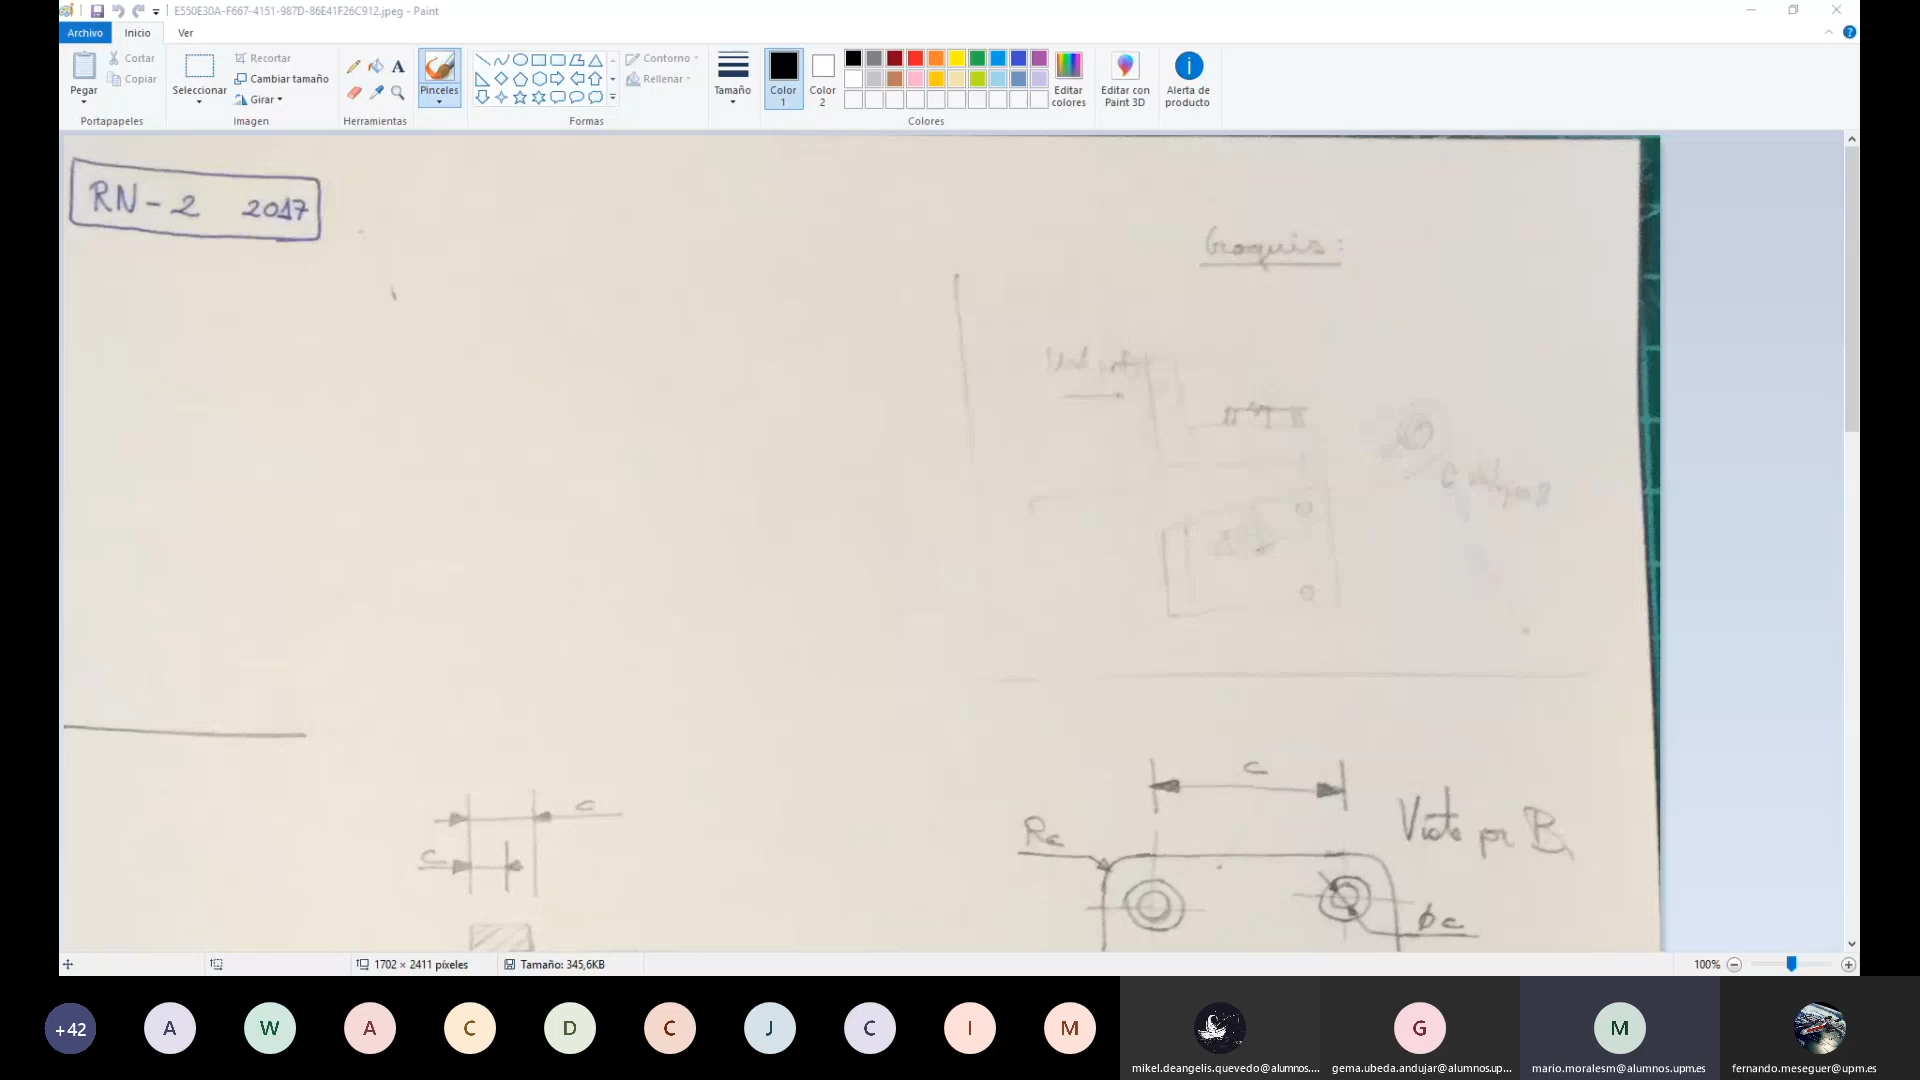 E550E30A-F667-4151-987D-86E41F26C912.jpeg - Paint
Archivo Inicio Ver
Pegar
Cortar
Copiar
Portapapeles
Seleccionar
Recortar
Cambiar tamaño
Girar
Imagen
A
Herramientas
Pinceles
Contorno
Rellenar
Formas
Tamaño
Color 1
Color 2
Editar colores
Colores
Editar con Paint 3D
Alerta de producto
RN-2 2017
Croquis:
c
c
c
Rc
Vista por B
ϕc
1702 × 2411 píxeles
Tamaño: 345,6KB
100%
+42 A W A C D C J C I M G M
mikel.deangelis.quevedo@alumnos....
gema.ubeda.andujar@alumnos.up...
mario.moralesm@alumnos.upm.es
fernando.meseguer@upm.es